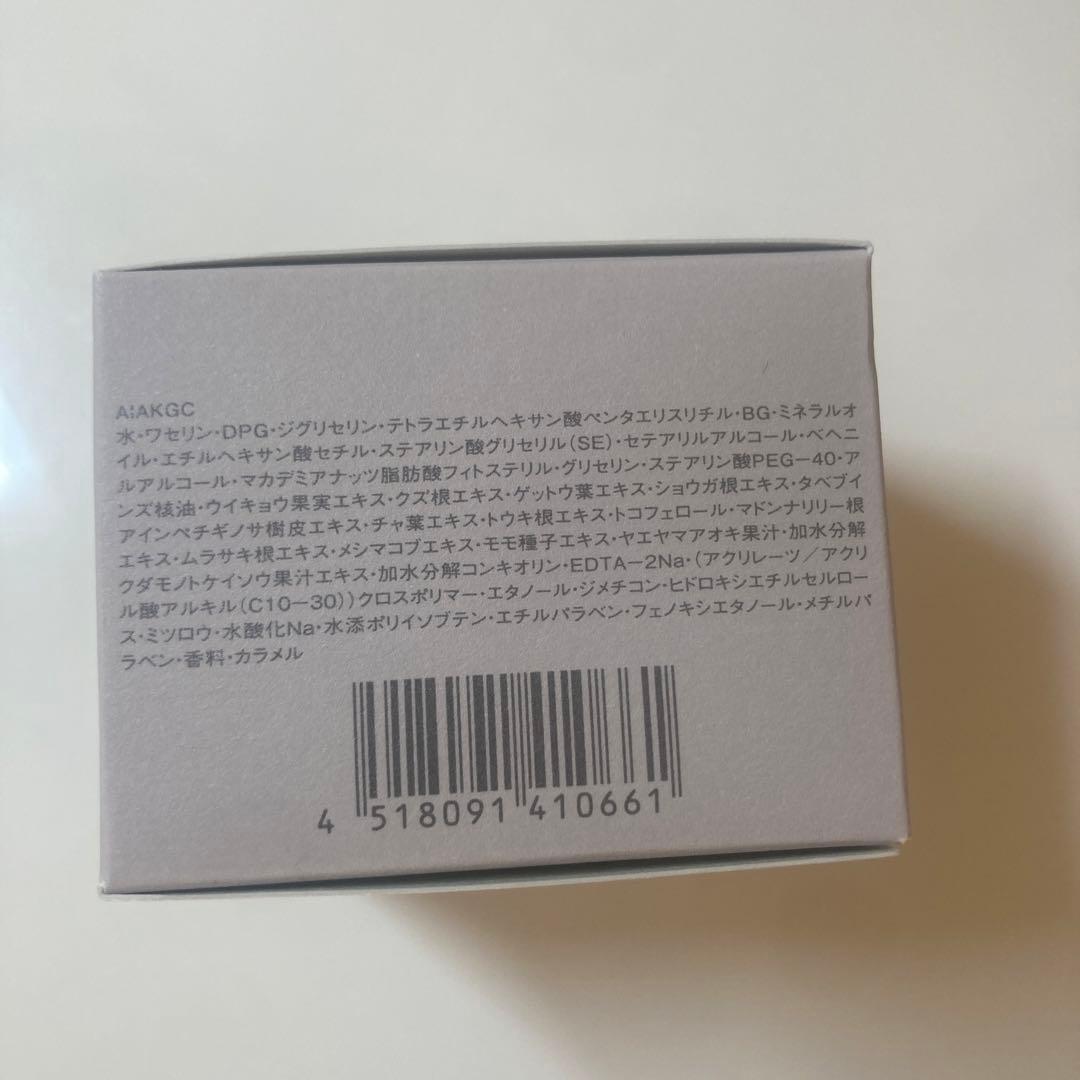 A¦AKGC
水・ワセリン・DPG・ジグリセリン・テトラエチルヘキサン酸ペンタエリスリチル・BG・ミネラルオ
イル・エチルヘキサン酸セチル・ステアリン酸グリセリル(SE)・セテアリルアルコール・ベヘニ
ルアルコール・マカデミアナッツ脂肪酸フィトステリル・グリセリン・ステアリン酸PEG-40・ア
ンズ核油・ウイキョウ果実エキス・クズ根エキス・ゲットウ葉エキス・ショウガ根エキス・タベブイ
アインペチギノサ樹皮エキス・チャ葉エキス・トウキ根エキス・トコフェロール・マドンナリリー根
エキス・ムラサキ根エキス・メシマコブエキス・モモ種子エキス・ヤエヤマアオキ果汁・加水分解
クダモノトケイソウ果汁エキス・加水分解コンキオリン・EDTA-2Na・(アクリレーツ/アクリ
ル酸アルキル(C10-30))クロスポリマー・エタノール・ジメチコン・ヒドロキシエチルセルロー
ス・ミツロウ・水酸化Na・水添ポリイソブテン・エチルパラベン・フェノキシエタノール・メチルパ
ラベン・香料・カラメル
4 518091 410661